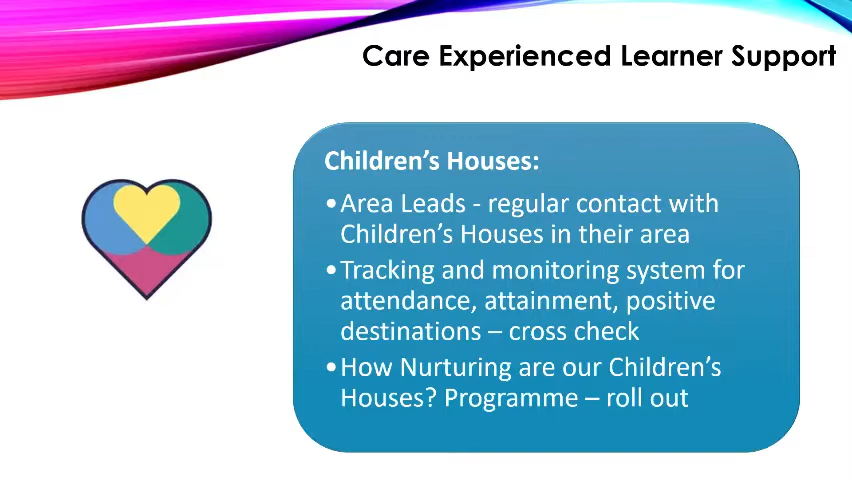 Care Experienced Learner Support
Children’s Houses:
•Area Leads - regular contact with
Children’s Houses in their area
•Tracking and monitoring system for
attendance, attainment, positive
destinations – cross check
•How Nurturing are our Children’s
Houses? Programme – roll out